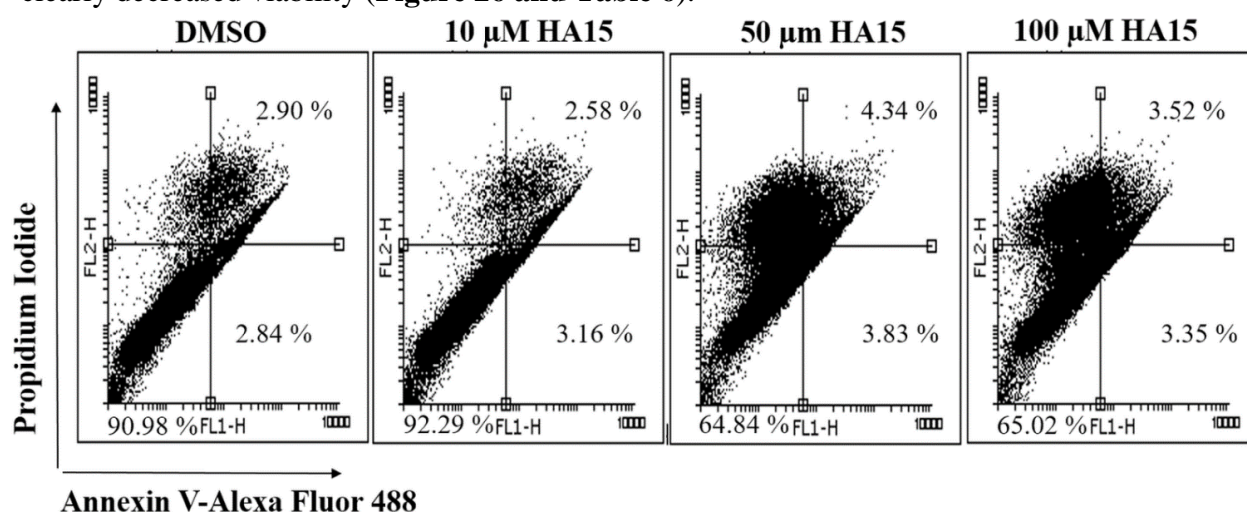 clearly decreased viability (Figure 26 and Table 6).
DMSO 10 µM HA15 50 µm HA15 100 µM HA15
2.90 % 2.58 % 4.34 % 3.52 %
Propidium Iodide
FL2-H FL2-H FL2-H FL2-H
2.84 % 3.16 % 3.83 % 3.35 %
90.98 % FL1-H 92.29 % FL1-H 64.84 % FL1-H 65.02 % FL1-H
Annexin V-Alexa Fluor 488